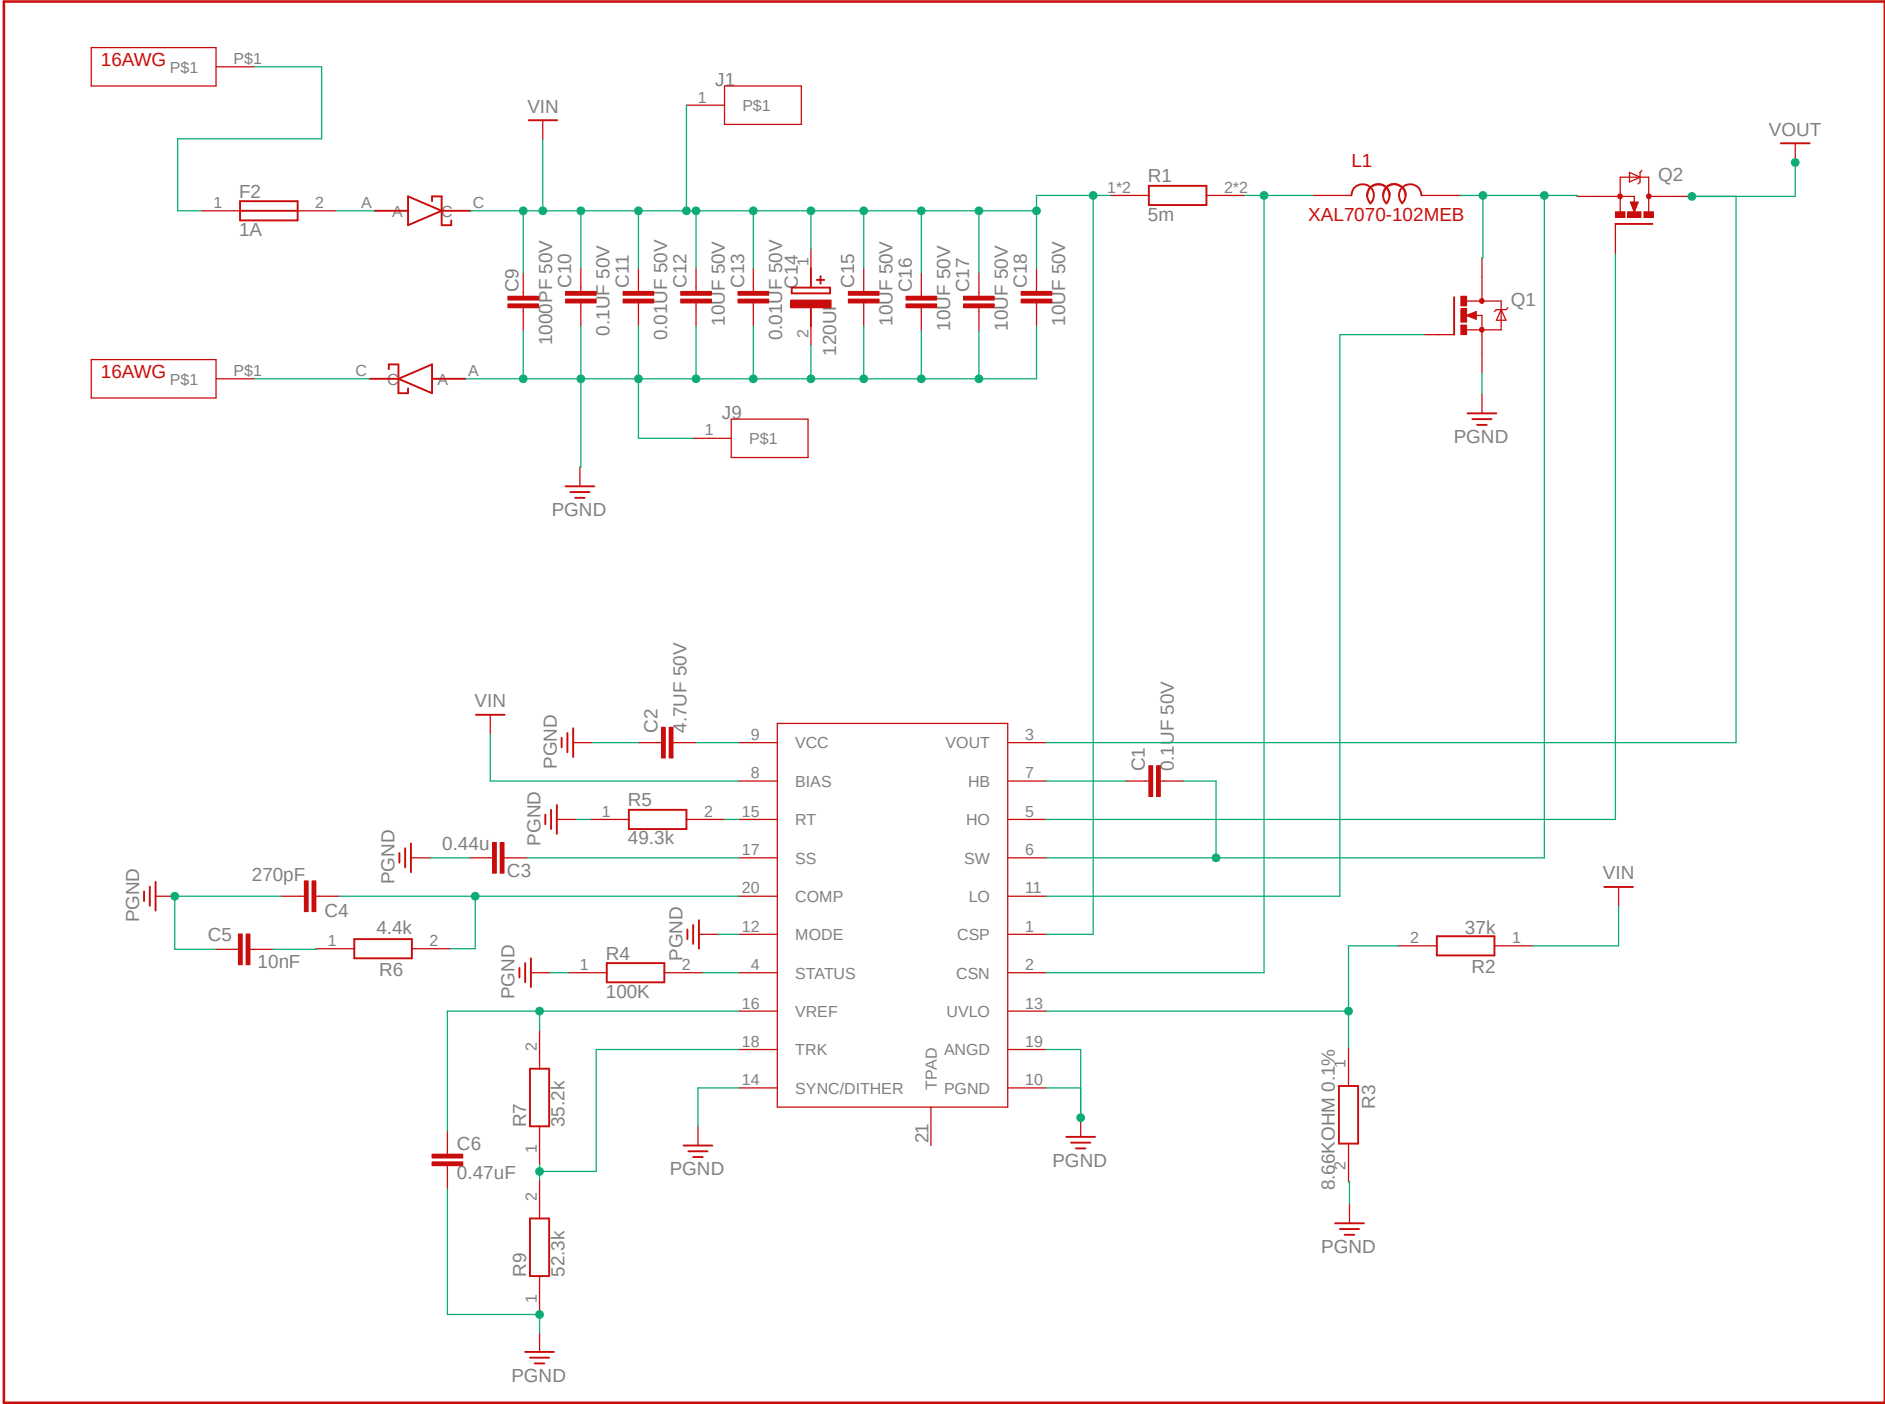 16AWG P$1 P$1
J1
1 P$1
VIN
VOUT
L1
Q2
F2
1 2
1A
A A C C
1*2 R1 2*2
5m
XAL7070-102MEB
C9
1000PF 50V
C10
0.1UF 50V
C11
0.01UF 50V
C12
10UF 50V
C13
0.01UF 50V
C14
1
+
2
120UF
C15
10UF 50V
C16
10UF 50V
C17
10UF 50V
C18
10UF 50V
Q1
16AWG P$1 P$1
C C A A
J9
1 P$1
PGND
PGND
VIN
PGND
C2
4.7UF 50V
9 VCC
8 BIAS
PGND
1 R5 2
49.3k
15 RT
PGND
0.44u
C3
17 SS
PGND
270pF
C4
20 COMP
C5
10nF
1 4.4k 2
R6
PGND
12 MODE
PGND
1 R4 2
100K
4 STATUS
16 VREF
18 TRK
14 SYNC/DITHER
VOUT 3
HB 7
HO 5
SW 6
LO 11
CSP 1
CSN 2
UVLO 13
ANGD 19
PGND 10
TPAD
21
C1
0.1UF 50V
VIN
2 37k 1
R2
1
R3
8.66KOHM 0.1%
2
PGND
PGND
PGND
2
R7
35.2k
1
C6
0.47uF
2
R9
52.3k
1
PGND